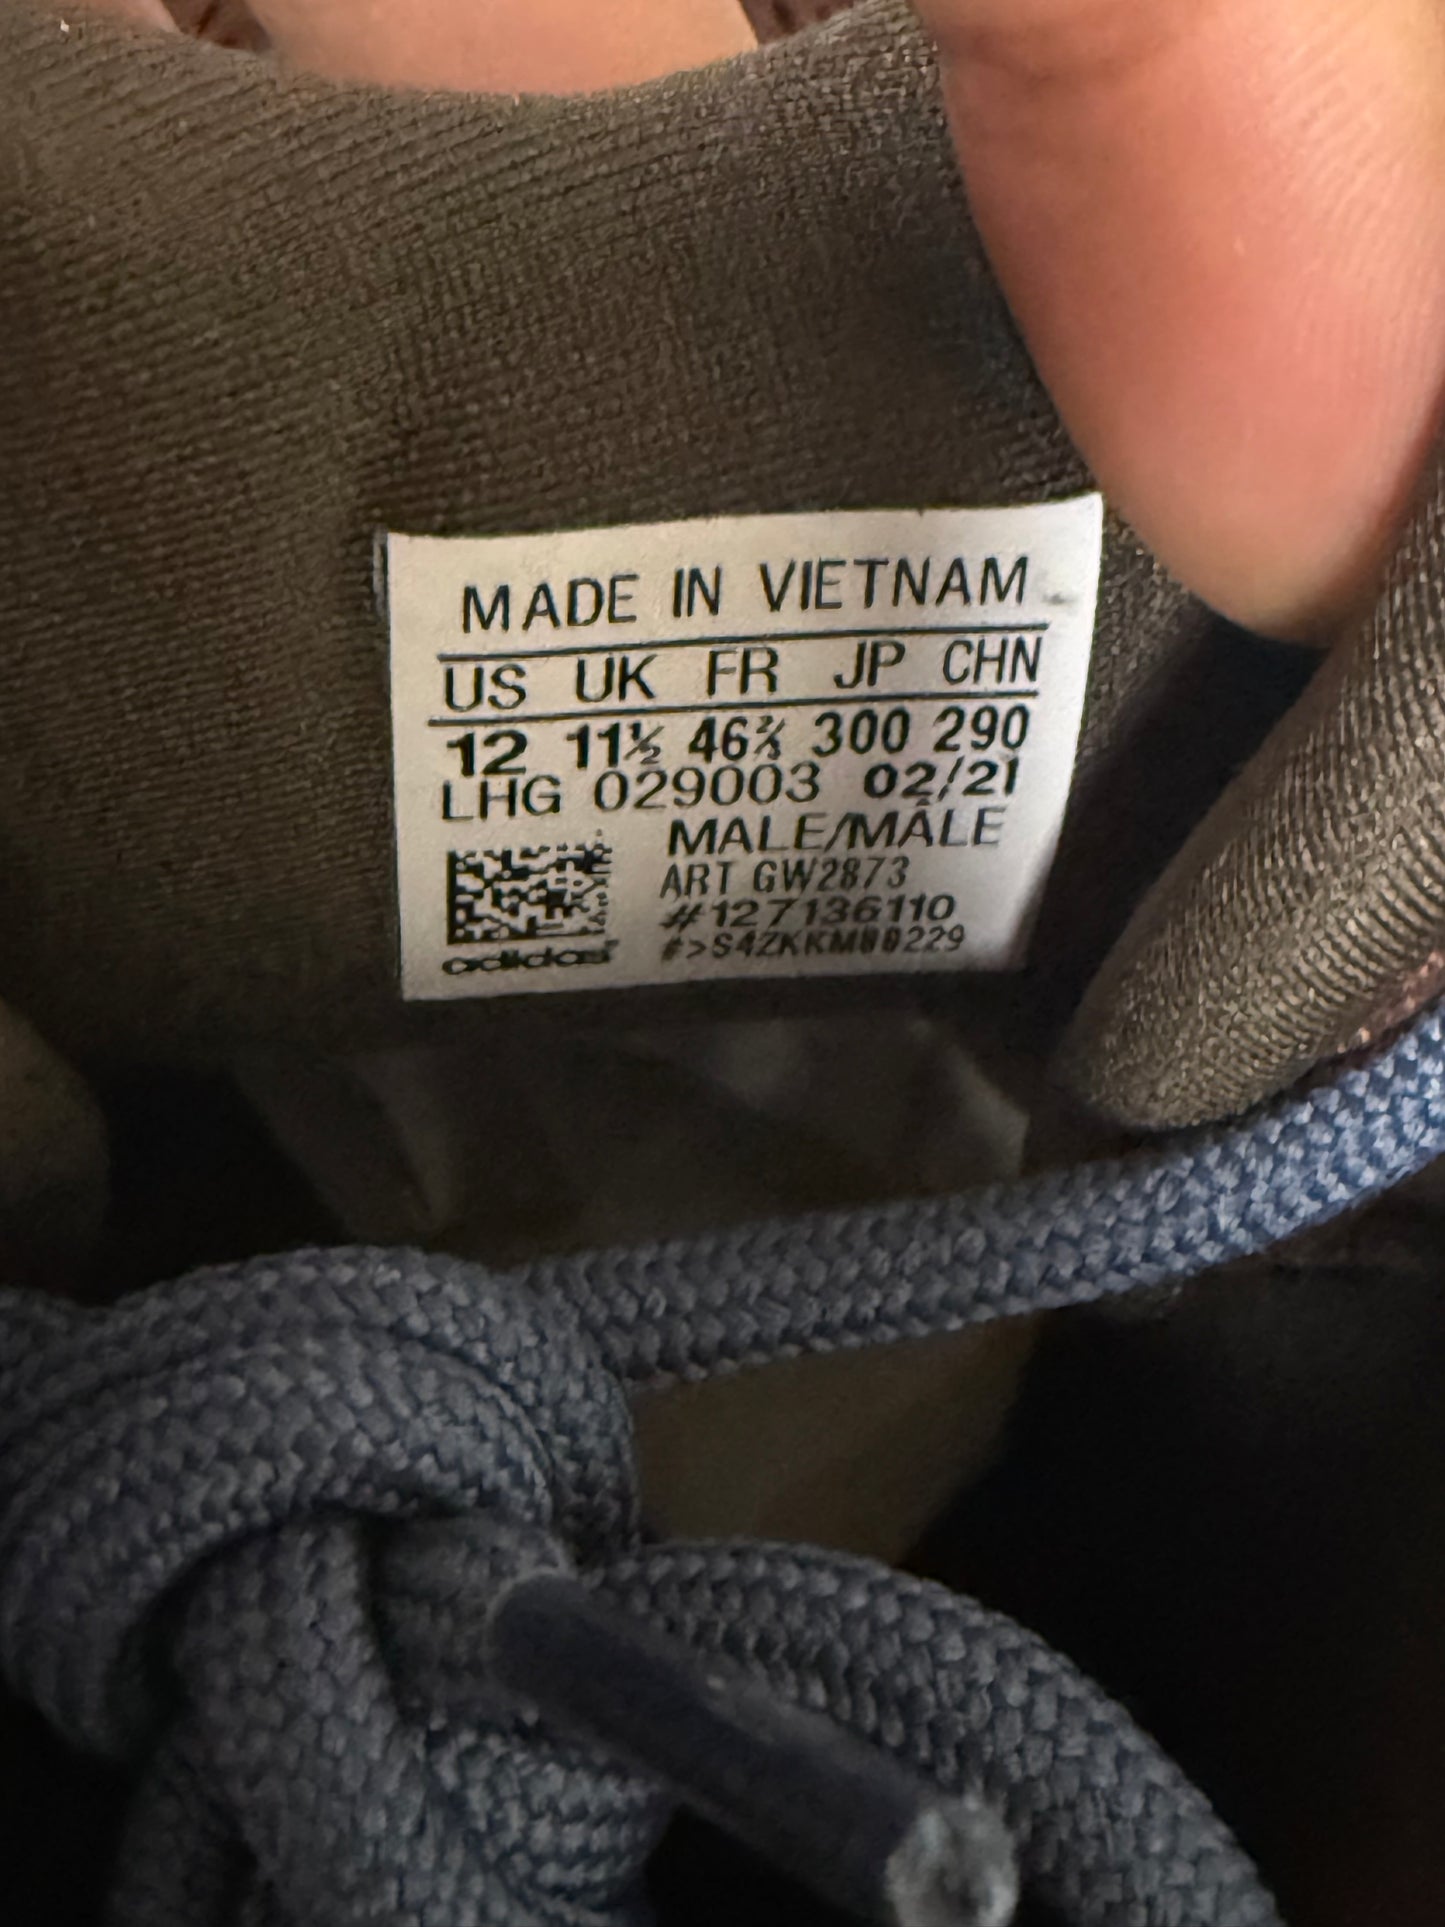 MADE IN VIETNAM
US UK FR JP CHN
12 11½ 46⅔ 300 290
LHG 029003 02/21
MALE/MÂLE
ART GW2873
#127136110
#>S4ZKKM00229
adidas